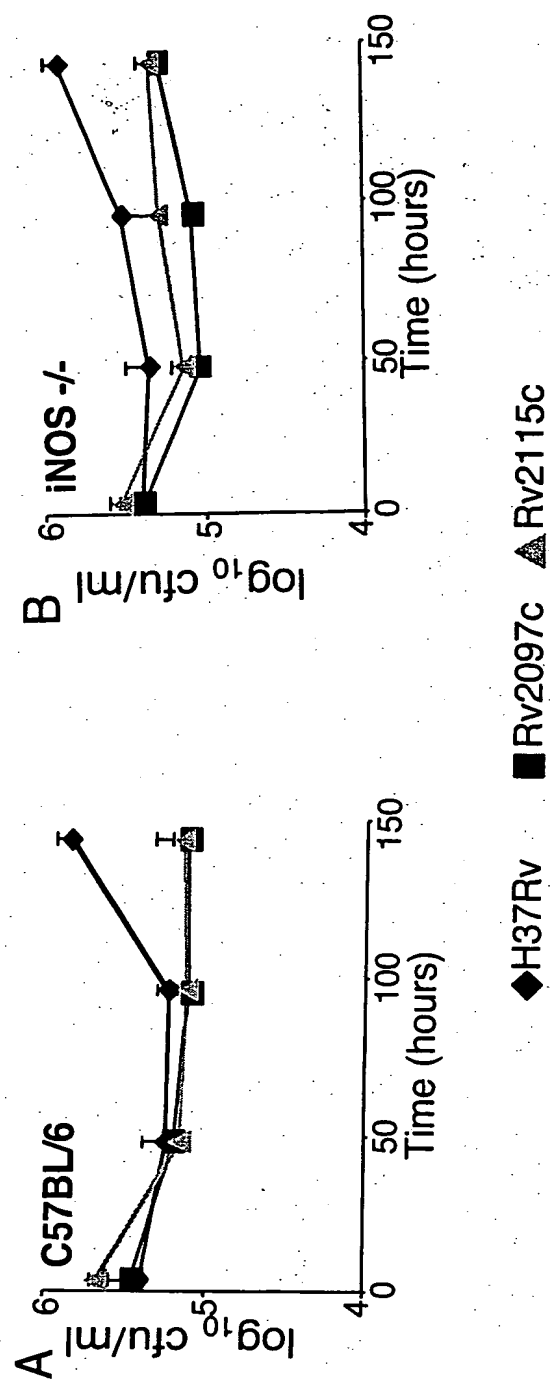 A
C57BL/6
log₁₀ cfu/ml
6
5
4
0
50
100
150
Time (hours)
B
iNOS -/-
log₁₀ cfu/ml
6
5
4
0
50
100
150
Time (hours)
H37Rv Rv2097c Rv2115c